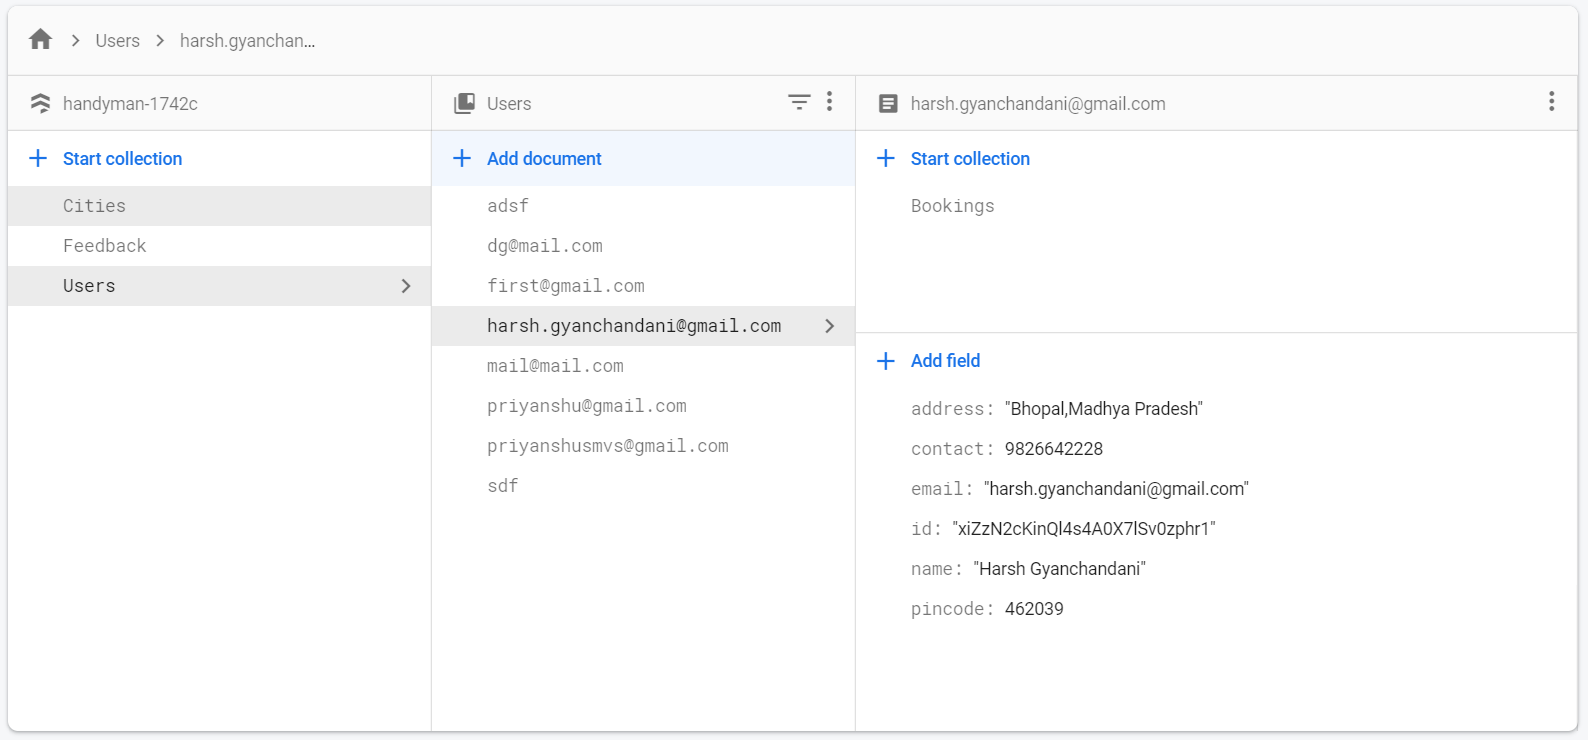 Users
harsh.gyanchan...
handyman-1742c
Start collection
Cities
Feedback
Users
Users
Add document
adsf
dg@mail.com
first@gmail.com
harsh.gyanchandani@gmail.com
mail@mail.com
priyanshu@gmail.com
priyanshusmvs@gmail.com
sdf
harsh.gyanchandani@gmail.com
Start collection
Bookings
Add field
address: "Bhopal,Madhya Pradesh"
contact: 9826642228
email: "harsh.gyanchandani@gmail.com"
id: "xiZzN2cKinQl4s4A0X7lSv0zphr1"
name: "Harsh Gyanchandani"
pincode: 462039